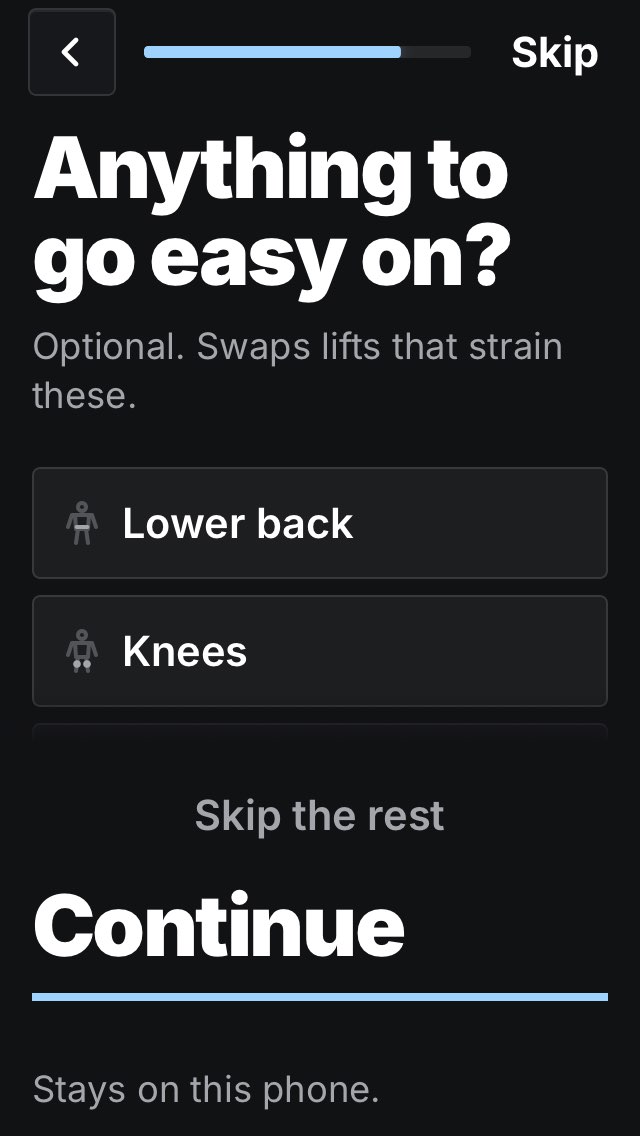 Skip
Anything to
go easy on?
Optional. Swaps lifts that strain
these.
Lower back
Knees
Skip the rest
Continue
Stays on this phone.